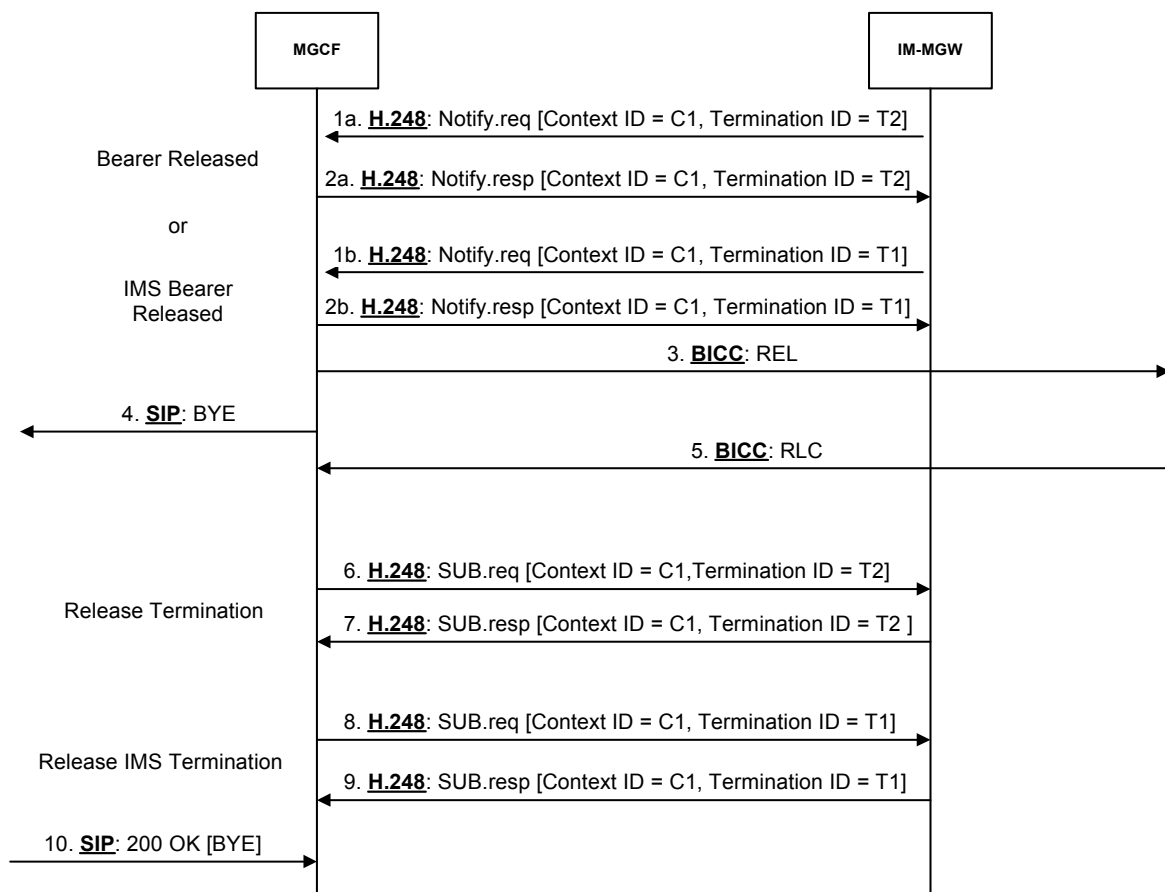 MGCF
IM-MGW
1a. H.248: Notify.req [Context ID = C1, Termination ID = T2]
Bearer Released
2a. H.248: Notify.resp [Context ID = C1, Termination ID = T2]
or
1b. H.248: Notify.req [Context ID = C1, Termination ID = T1]
IMS Bearer
Released
2b. H.248: Notify.resp [Context ID = C1, Termination ID = T1]
3. BICC: REL
4. SIP: BYE
5. BICC: RLC
6. H.248: SUB.req [Context ID = C1,Termination ID = T2]
Release Termination
7. H.248: SUB.resp [Context ID = C1, Termination ID = T2 ]
8. H.248: SUB.req [Context ID = C1, Termination ID = T1]
Release IMS Termination
9. H.248: SUB.resp [Context ID = C1, Termination ID = T1]
10. SIP: 200 OK [BYE]